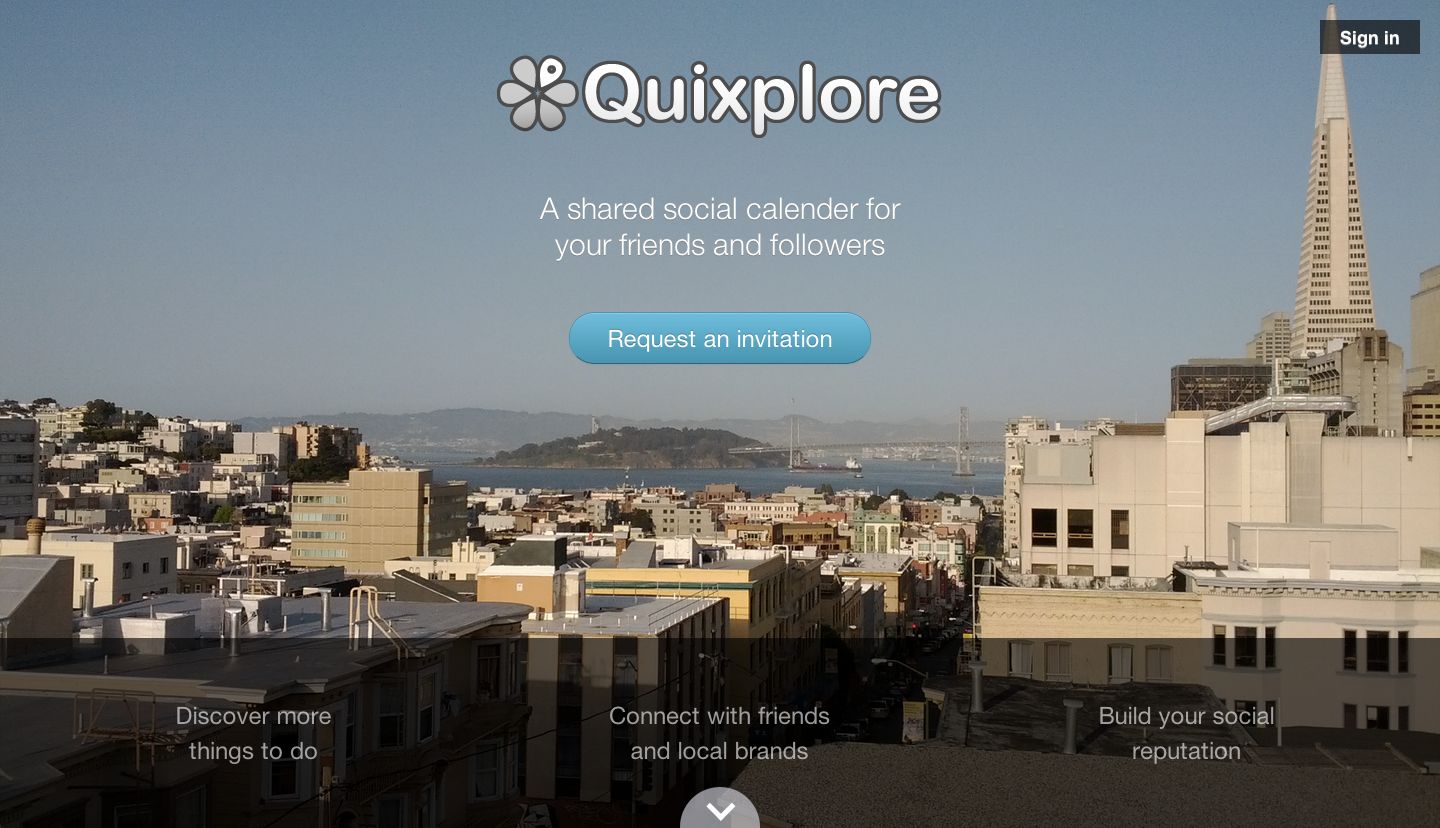 Sign in
Quixplore
A shared social calender for
your friends and followers
Request an invitation
Discover more
things to do
Connect with friends
and local brands
Build your social
reputation